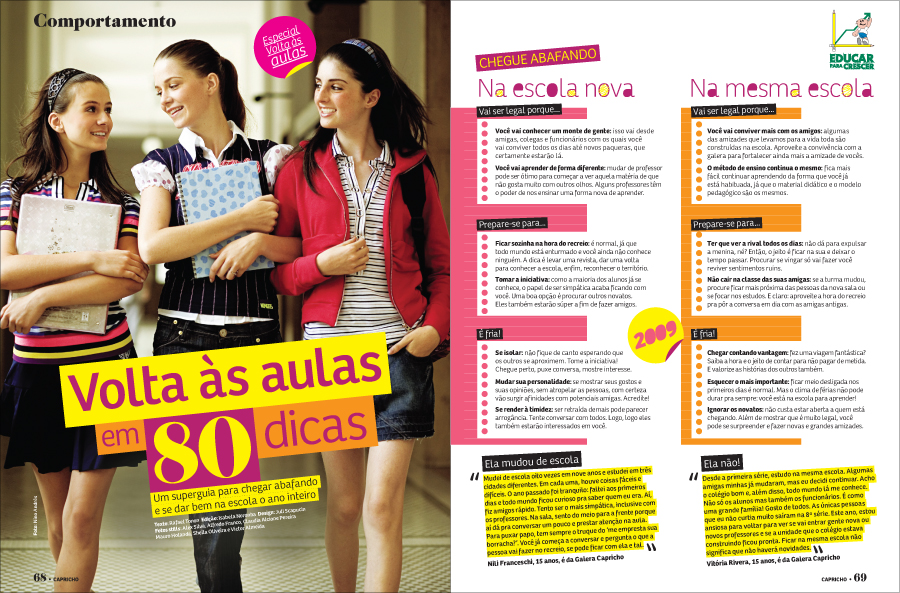 Comportamento
Especial
Volta às
aulas
Volta às aulas
em 80 dicas
Um superguia para chegar abafando
e se dar bem na escola o ano inteiro
68 • CAPRICHO
EDUCAR
PARA CRESCER
CHEGUE ABAFANDO
Na escola nova
Vai ser legal porque...
Você vai conhecer um monte de gente: isso vai desde
amigas, colegas e funcionários com os quais você
vai conviver todos os dias até novos paqueras, que
certamente estarão lá.
Você vai aprender de forma diferente: mudar de professor
pode ser ótimo para começar a ver aquela matéria de que
não gosta muito com outros olhos. Alguns professores têm
o poder de nos ensinar uma forma nova de aprender.
Prepare-se para...
Ficar sozinha na hora do recreio: é normal, já que
todo mundo está enturmado e você ainda não conhece
ninguém. A dica é levar uma revista, dar uma volta
para conhecer a escola, enfim, reconhecer o território.
Tomar a iniciativa: como a maioria dos alunos já se
conhece, o papel de ser simpática acaba ficando com
você. Uma boa opção é procurar outros novatos.
Eles também estarão súper a fim de fazer amigos.
É fria!
Se isolar: não fique de canto esperando que
os outros se aproximem. Tome a iniciativa!
Chegue perto, puxe conversa, mostre interesse.
Mudar sua personalidade: se mostrar seus gostos e
suas opiniões, sem atropelar as pessoas, com certeza
vão surgir afinidades com potenciais amigas. Acredite!
Se render à timidez: ser retraída demais pode parecer
arrogância. Tente conversar com todos. Logo, logo eles
também estarão interessados em você.
Ela mudou de escola
“Mudei de escola oito vezes em nove anos e estudei em três
cidades diferentes. Em cada uma, houve coisas fáceis e
difíceis. O ano passado foi tranquilo: faltei aos primeiros
dias e todo mundo ficou curioso pra saber quem eu era. Aí,
fiz amigos rápido. Tento ser o mais simpática, inclusive com
os professores. Na sala, sento do meio para a frente porque
aí dá pra conversar um pouco e prestar atenção na aula.
Para puxar papo, tem sempre o truque do ‘me empresta sua
borracha?’. Você já começa a conversar e pergunta o que a
pessoa vai fazer no recreio, se pode ficar com ela e tal.”
Nili Franceschi, 15 anos, é da Galera Capricho
Na mesma escola
Vai ser legal porque...
Você vai conviver mais com os amigos: algumas
das amizades que levamos para a vida toda são
construídas na escola. Aproveite a convivência com a
galera para fortalecer ainda mais a amizade de vocês.
O método de ensino continua o mesmo: fica mais
fácil continuar aprendendo da forma que você já
está habituada, já que o material didático e o modelo
pedagógico são os mesmos.
Prepare-se para...
Ter que ver a rival todos os dias: não dá para expulsar
a menina, né? Então, o jeito é ficar na sua e deixar o
tempo passar. Procurar se vingar só vai fazer você
reviver sentimentos ruins.
Não cair na classe das suas amigas: se a turma mudou,
procure ficar mais próxima das pessoas da nova sala ou
se focar nos estudos. E claro: aproveite a hora do recreio
pra pôr a conversa em dia com as amigas antigas.
2009
É fria!
Chegar contando vantagem: fez uma viagem fantástica?
Saiba a hora e o jeito de contar para não pagar de metida.
E valorize as histórias dos outros também.
Esquecer o mais importante: ficar meio desligada nos
primeiros dias é normal. Mas o clima de férias não pode
durar pra sempre: você está na escola para aprender!
Ignorar os novatos: não custa estar aberta a quem está
chegando. Além de mostrar que é muito legal, você
pode se surpreender e fazer novas e grandes amizades.
Ela não!
“Desde a primeira série, estudo na mesma escola. Algumas
amigas minhas já mudaram, mas eu decidi continuar. Acho
o colégio bom e, além disso, todo mundo lá me conhece.
Não só os alunos mas também os funcionários. É como
uma grande família! Gosto de todos. As únicas pessoas
que eu não curtia muito saíram na 8ª série. Este ano, estou
ansiosa para voltar para ver se vai entrar gente nova ou
novos professores e se a unidade que o colégio estava
construindo ficou pronta. Ficar na mesma escola não
significa que não haverá novidades.”
Vitória Rivera, 15 anos, é da Galera Capricho
CAPRICHO • 69